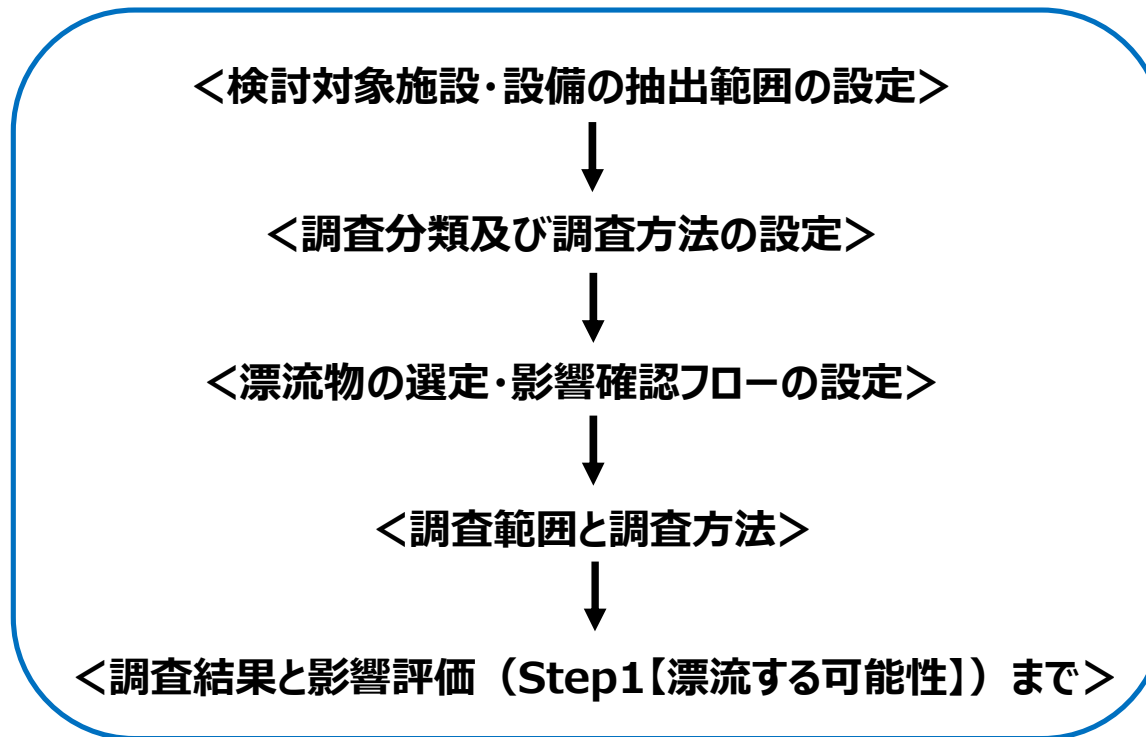 ＜検討対象施設･設備の抽出範囲の設定＞
＜調査分類及び調査方法の設定＞
＜漂流物の選定･影響確認フローの設定＞
＜調査範囲と調査方法＞
＜調査結果と影響評価（Step1【漂流する可能性】）まで＞